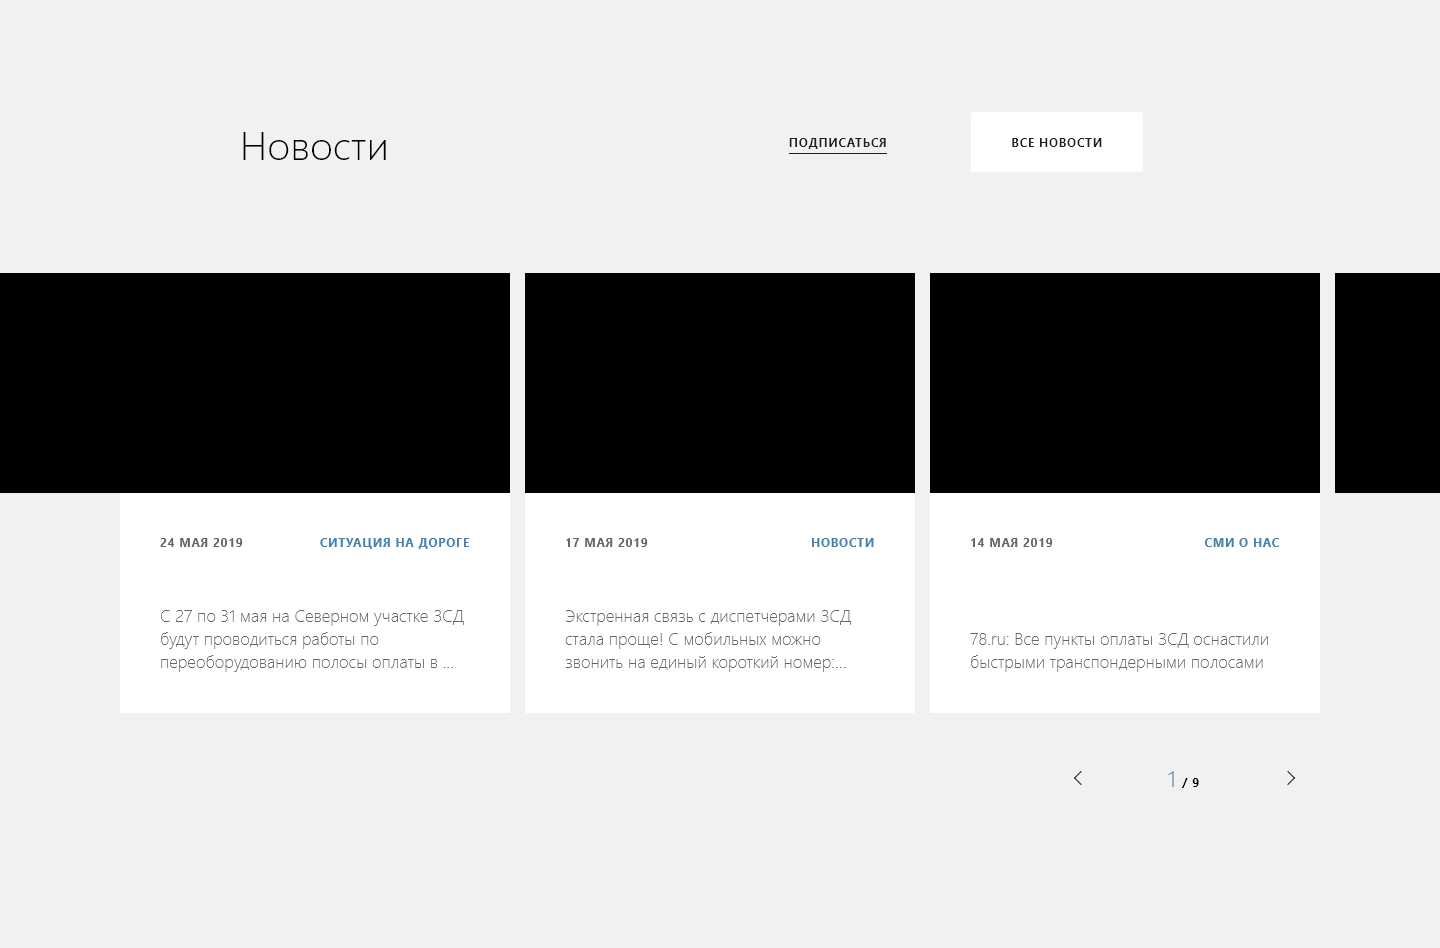 Новости
ПОДПИСАТЬСЯ
ВСЕ НОВОСТИ
24 МАЯ 2019
СИТУАЦИЯ НА ДОРОГЕ
С 27 по 31 мая на Северном участке ЗСД
будут проводиться работы по
переоборудованию полосы оплаты в ...
17 МАЯ 2019
НОВОСТИ
Экстренная связь с диспетчерами ЗСД
стала проще! С мобильных можно
звонить на единый короткий номер:...
14 МАЯ 2019
СМИ О НАС
78.ru: Все пункты оплаты ЗСД оснастили
быстрыми транспондерными полосами
1 / 9